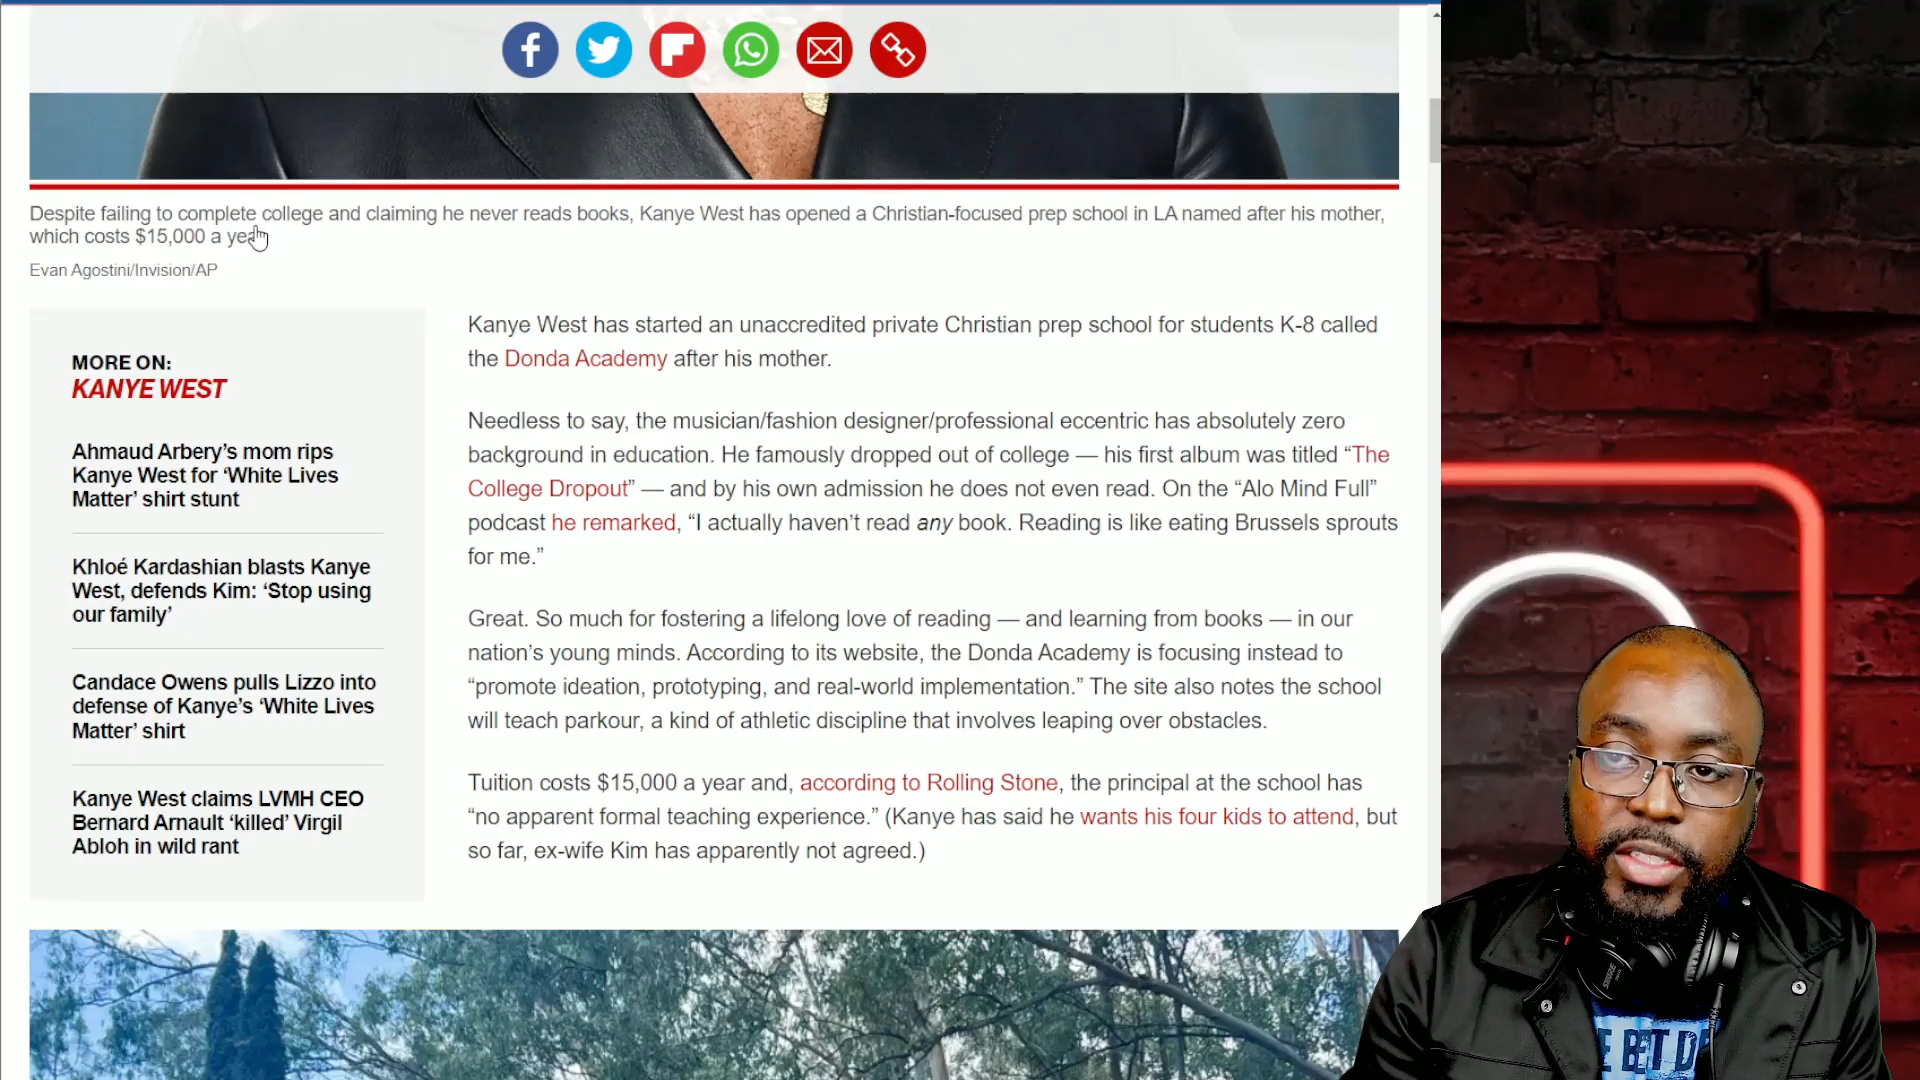 Despite failing to complete college and claiming he never reads books, Kanye West has opened a Christian-focused prep school in LA named after his mother,
which costs $15,000 a year
Evan Agostini/Invision/AP
MORE ON:
KANYE WEST
Ahmaud Arbery’s mom rips
Kanye West for ‘White Lives
Matter’ shirt stunt
Khloé Kardashian blasts Kanye
West, defends Kim: ‘Stop using
our family’
Candace Owens pulls Lizzo into
defense of Kanye’s ‘White Lives
Matter’ shirt
Kanye West claims LVMH CEO
Bernard Arnault ‘killed’ Virgil
Abloh in wild rant
Kanye West has started an unaccredited private Christian prep school for students K-8 called
the Donda Academy after his mother.
Needless to say, the musician/fashion designer/professional eccentric has absolutely zero
background in education. He famously dropped out of college — his first album was titled “The
College Dropout” — and by his own admission he does not even read. On the “Alo Mind Full”
podcast he remarked, “I actually haven’t read any book. Reading is like eating Brussels sprouts
for me.”
Great. So much for fostering a lifelong love of reading — and learning from books — in our
nation’s young minds. According to its website, the Donda Academy is focusing instead to
“promote ideation, prototyping, and real-world implementation.” The site also notes the school
will teach parkour, a kind of athletic discipline that involves leaping over obstacles.
Tuition costs $15,000 a year and, according to Rolling Stone, the principal at the school has
“no apparent formal teaching experience.” (Kanye has said he wants his four kids to attend, but
so far, ex-wife Kim has apparently not agreed.)
SHURE
BET